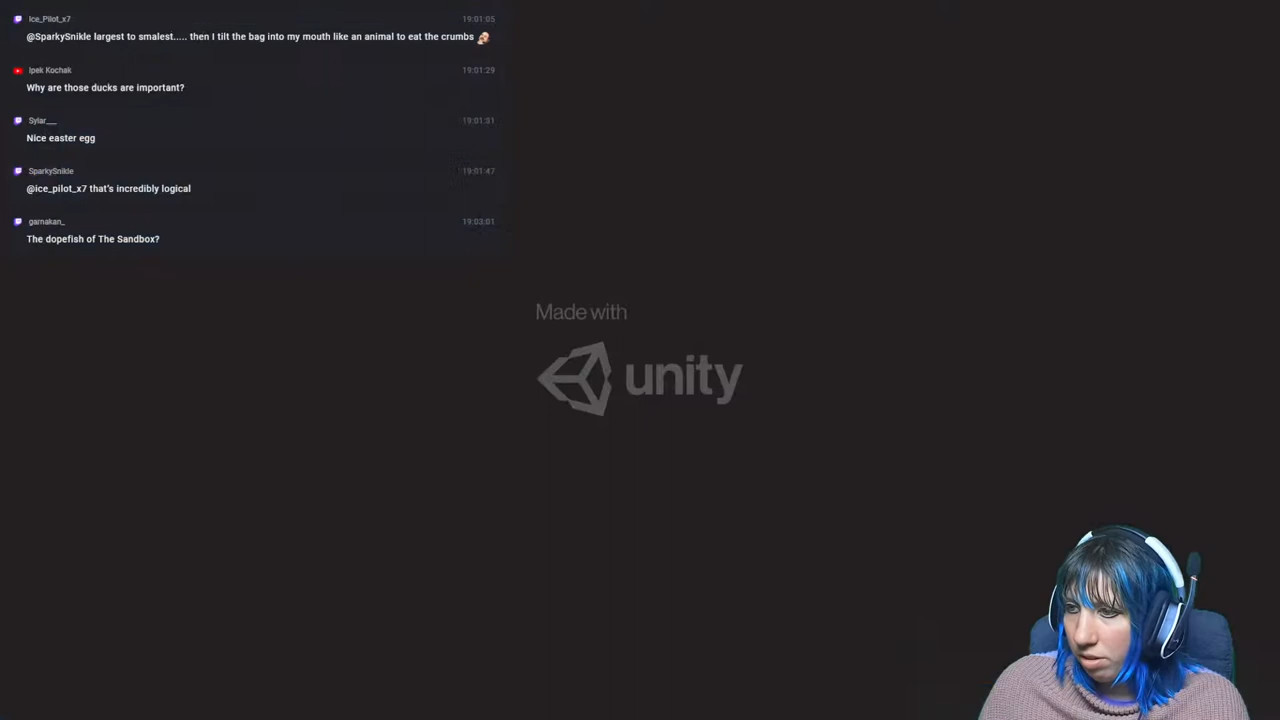 Ice_Pilot_x7 19:01:05
@SparkySnikle largest to smalest..... then I tilt the bag into my mouth like an animal to eat the crumbs
Ipek Kochak 19:01:29
Why are those ducks are important?
Sylar___ 19:01:31
Nice easter egg
SparkySnikle 19:01:47
@ice_pilot_x7 that's incredibly logical
garnakan_ 19:03:01
The dopefish of The Sandbox?
Made with
unity